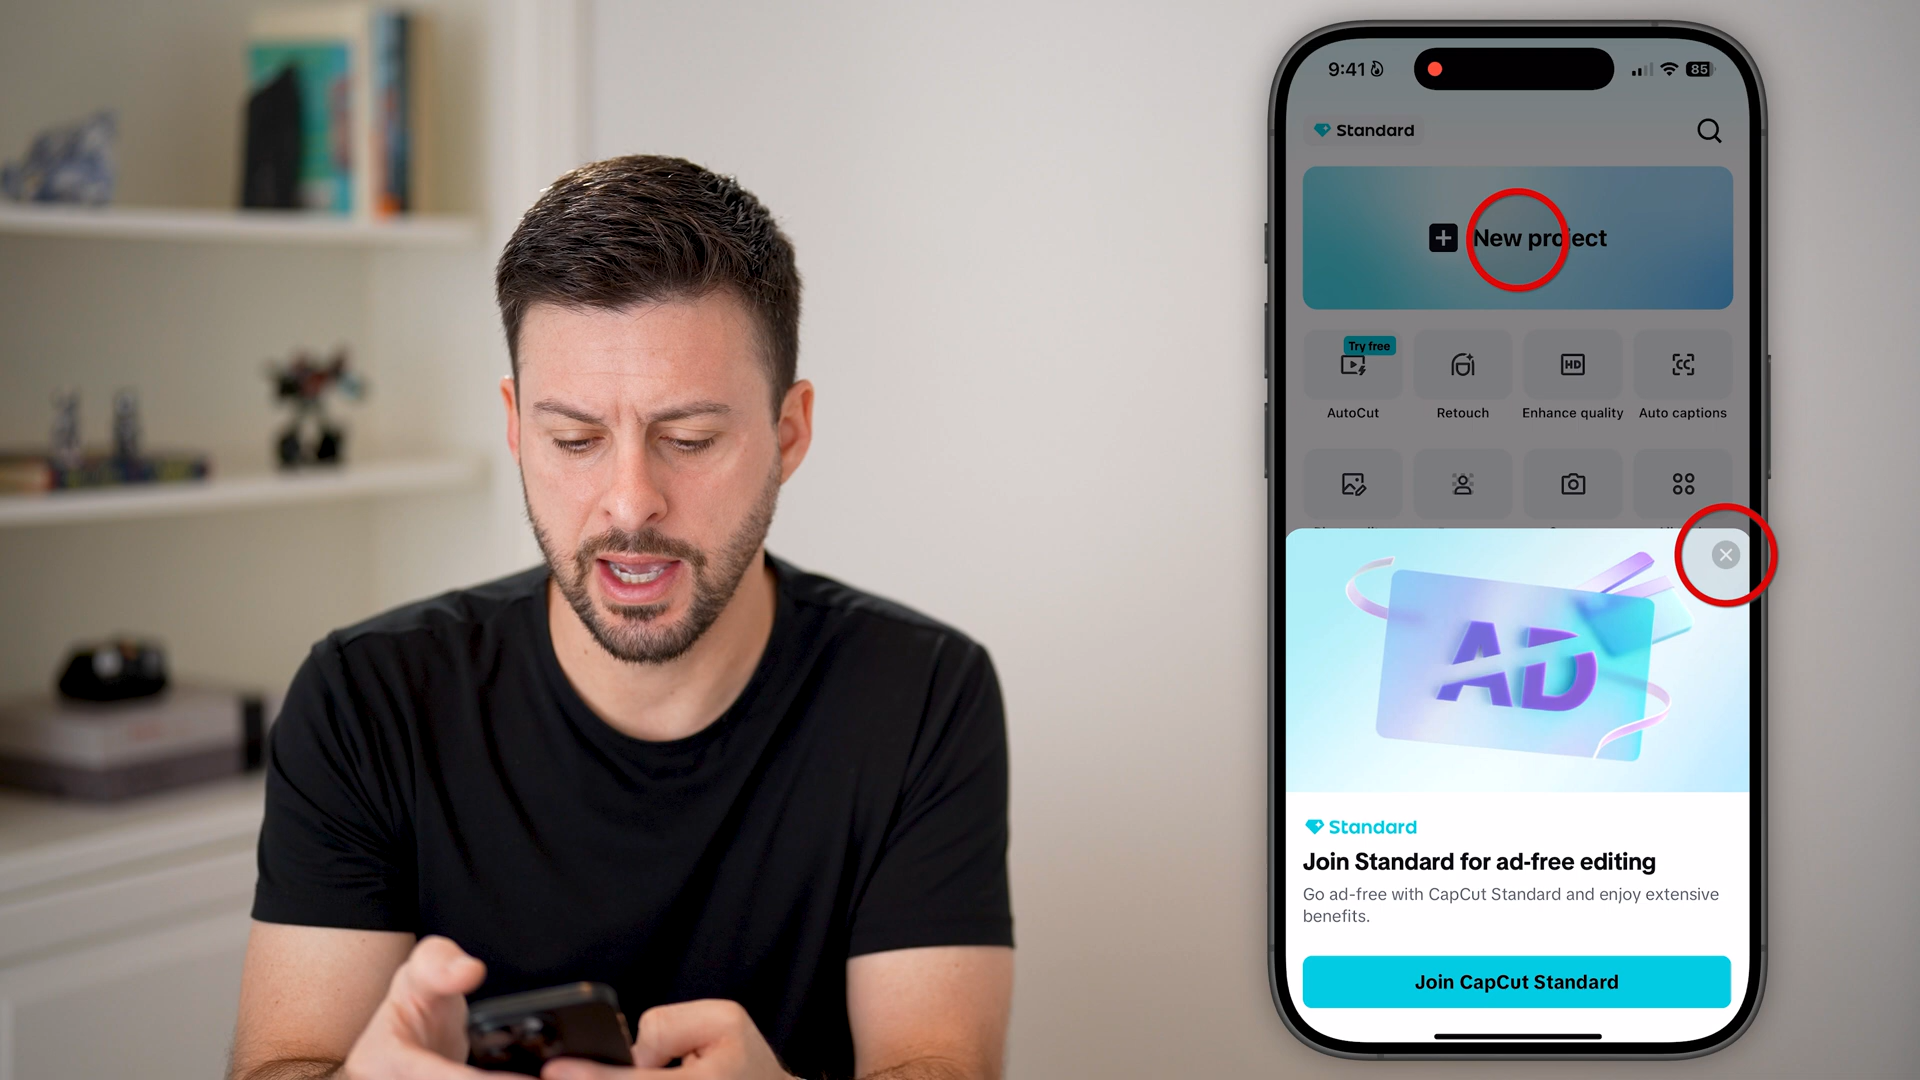 9:41
85
Standard
New project
Try free
AutoCut
Retouch
HD
Enhance quality
CC
Auto captions
AD
Standard
Join Standard for ad-free editing
Go ad-free with CapCut Standard and enjoy extensive
benefits.
Join CapCut Standard